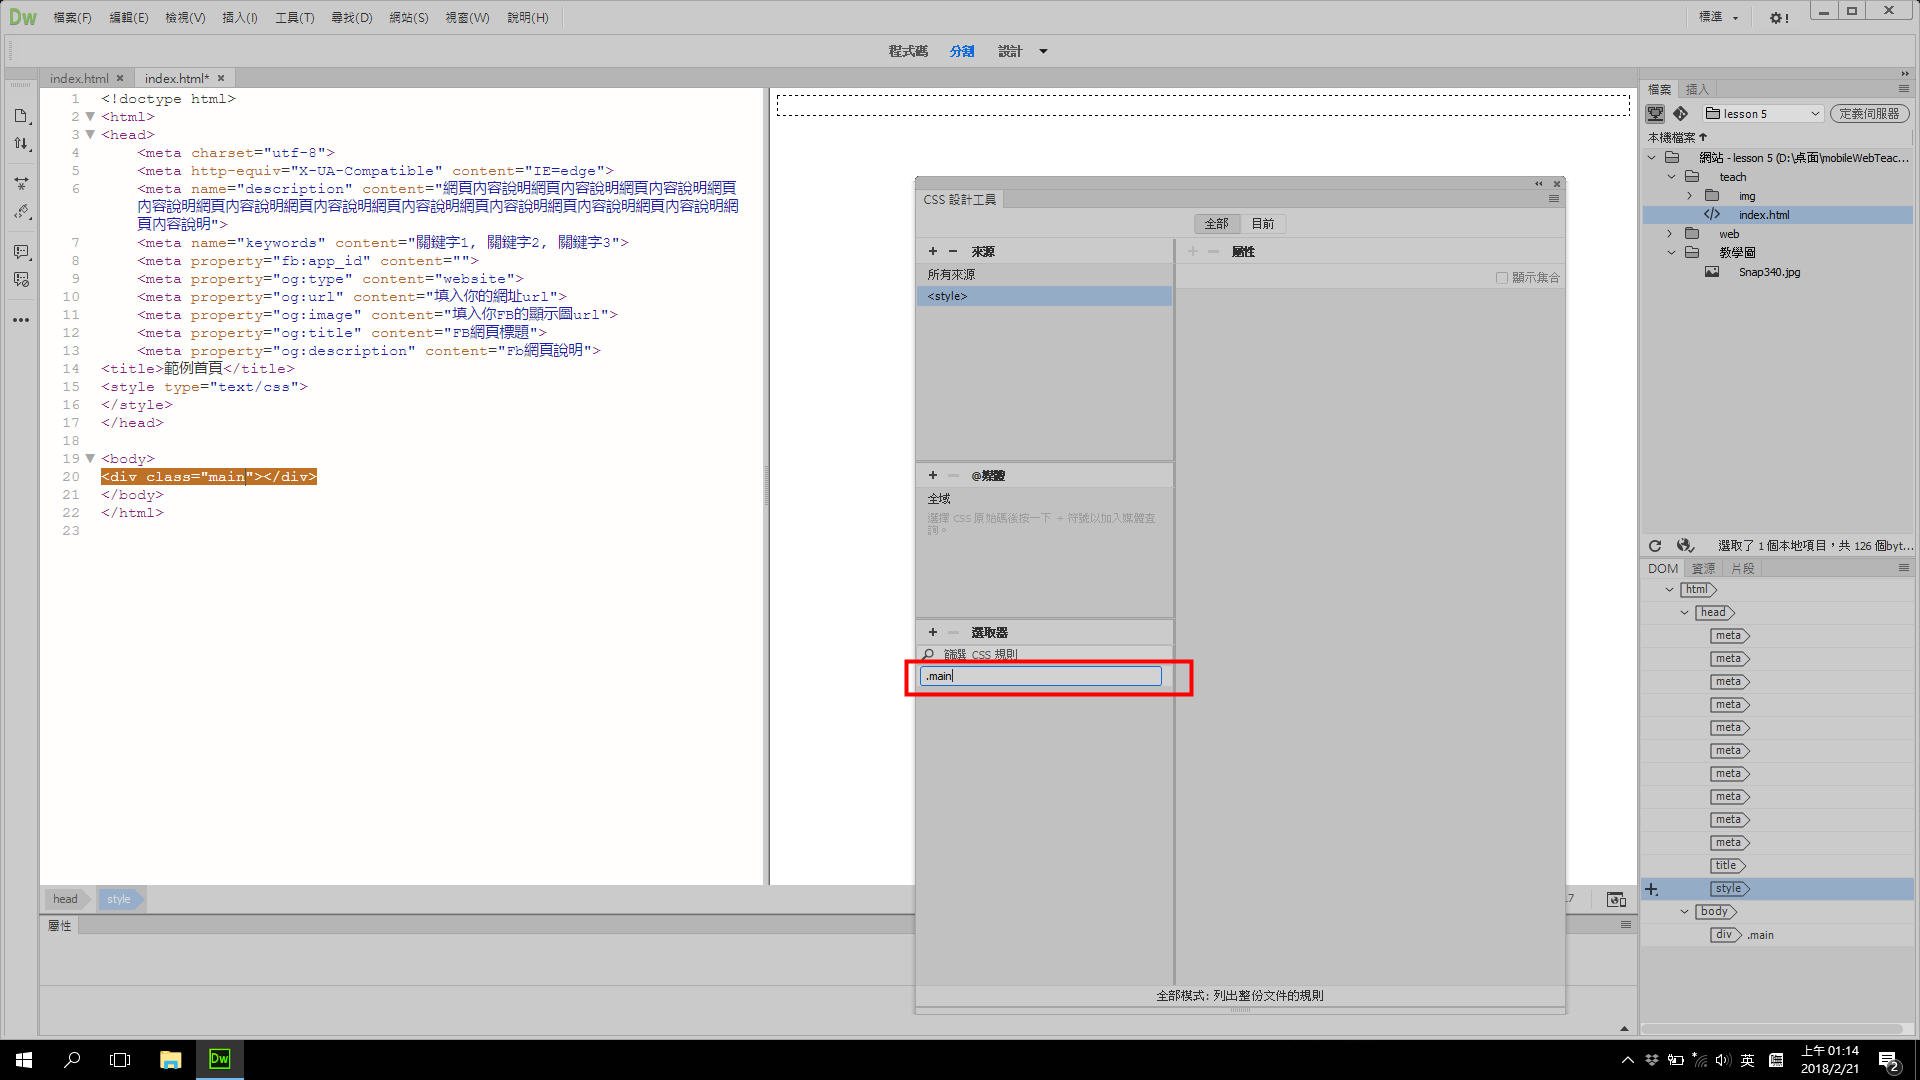 Dw 檔案(F) 編輯(E) 檢視(V) 插入(I) 工具(T) 尋找(D) 網站(S) 視窗(W) 說明(H) 標準
程式碼 分割 設計
index.html × index.html* ×
1 <!doctype html>
2 <html>
3 <head>
4 <meta charset="utf-8">
5 <meta http-equiv="X-UA-Compatible" content="IE=edge">
6 <meta name="description" content="網頁內容說明網頁內容說明網頁內容說明網頁
內容說明網頁內容說明網頁內容說明網頁內容說明網頁內容說明網頁內容說明網頁內容說明網
頁內容說明">
7 <meta name="keywords" content="關鍵字1, 關鍵字2, 關鍵字3">
8 <meta property="fb:app_id" content="">
9 <meta property="og:type" content="website">
10 <meta property="og:url" content="填入你的網址url">
11 <meta property="og:image" content="填入你FB的顯示圖url">
12 <meta property="og:title" content="FB網頁標題">
13 <meta property="og:description" content="Fb網頁說明">
14 <title>範例首頁</title>
15 <style type="text/css">
16 </style>
17 </head>
18
19 <body>
20 <div class="main"></div>
21 </body>
22 </html>
23
head style
屬性
CSS 設計工具
全部 目前
+ − 來源
所有來源
<style>
+ − @媒體
全域
選擇 CSS 原始碼後按一下 + 符號以加入媒體查
詢。
+ − 選取器
篩選 CSS 規則
.main
+ − 屬性
顯示集合
全部模式: 列出整份文件的規則
檔案 插入
lesson 5 定義伺服器
本機檔案
網站 - lesson 5 (D:\桌面\mobileWebTeac...
teach
img
index.html
web
教學圖
Snap340.jpg
選取了 1 個本地項目，共 126 個byt...
DOM 資源 片段
html
head
meta
meta
meta
meta
meta
meta
meta
meta
meta
meta
title
style
body
div .main
Dw
英
上午 01:14
2018/2/21
2